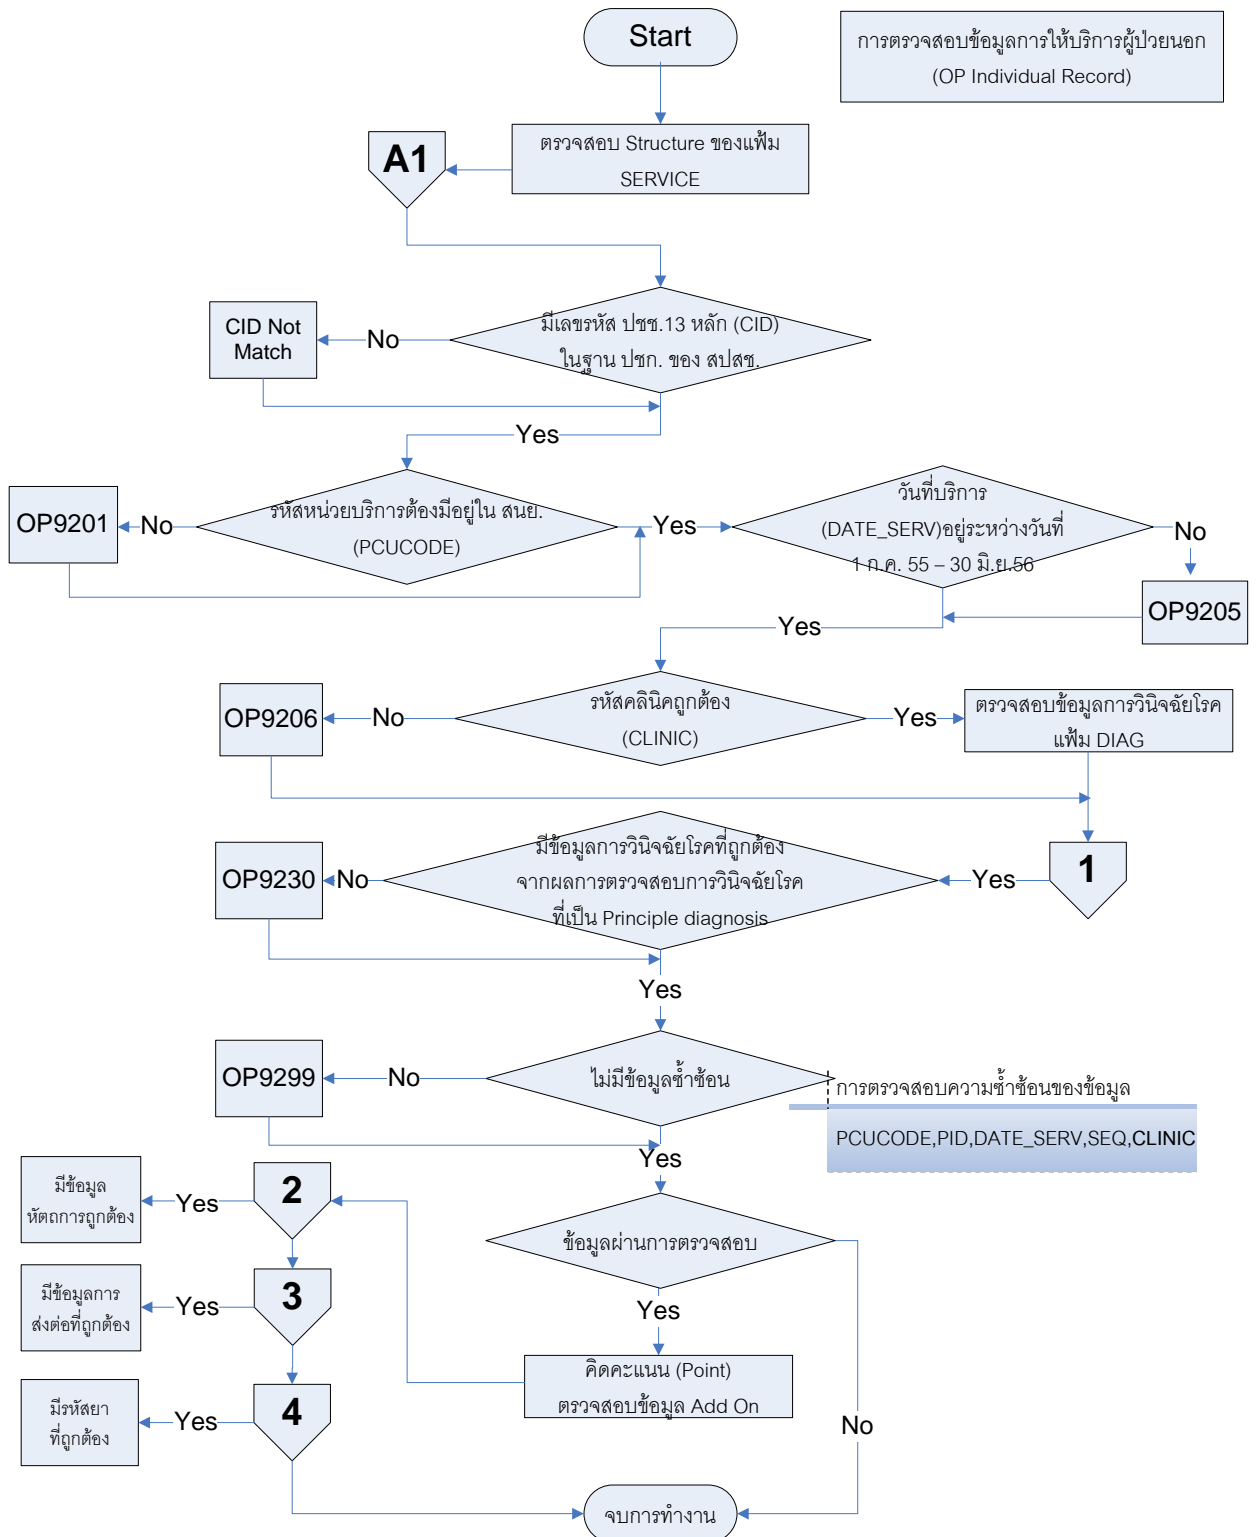 Start
การตรวจสอบข้อมูลการให้บริการผู้ป่วยนอก
(OP Individual Record)
ตรวจสอบ Structure ของแฟ้ม
SERVICE
A1
มีเลขรหัส ปชช.13 หลัก (CID)
ในฐาน ปชก. ของ สปสช.
No
CID Not
Match
Yes
รหัสหน่วยบริการต้องมีอยู่ใน สนย.
(PCUCODE)
No
OP9201
Yes
วันที่บริการ
(DATE_SERV)อยู่ระหว่างวันที่
1 ก.ค. 55 – 30 มิ.ย.56
No
OP9205
Yes
รหัสคลินิคถูกต้อง
(CLINIC)
No
OP9206
Yes
ตรวจสอบข้อมูลการวินิจฉัยโรค
แฟ้ม DIAG
1
Yes
มีข้อมูลการวินิจฉัยโรคที่ถูกต้อง
จากผลการตรวจสอบการวินิจฉัยโรค
ที่เป็น Principle diagnosis
No
OP9230
Yes
ไม่มีข้อมูลซ้ำซ้อน
No
OP9299
การตรวจสอบความซ้ำซ้อนของข้อมูล
PCUCODE,PID,DATE_SERV,SEQ,CLINIC
Yes
ข้อมูลผ่านการตรวจสอบ
Yes
No
คิดคะแนน (Point)
ตรวจสอบข้อมูล Add On
2
Yes
มีข้อมูล
หัตถการถูกต้อง
3
Yes
มีข้อมูลการ
ส่งต่อที่ถูกต้อง
4
Yes
มีรหัสยา
ที่ถูกต้อง
จบการทำงาน